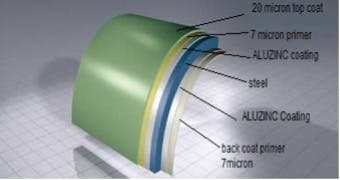 20 micron top coat
7 micron primer
ALUZINC coating
steel
ALUZINC Coating
back coat primer
7micron